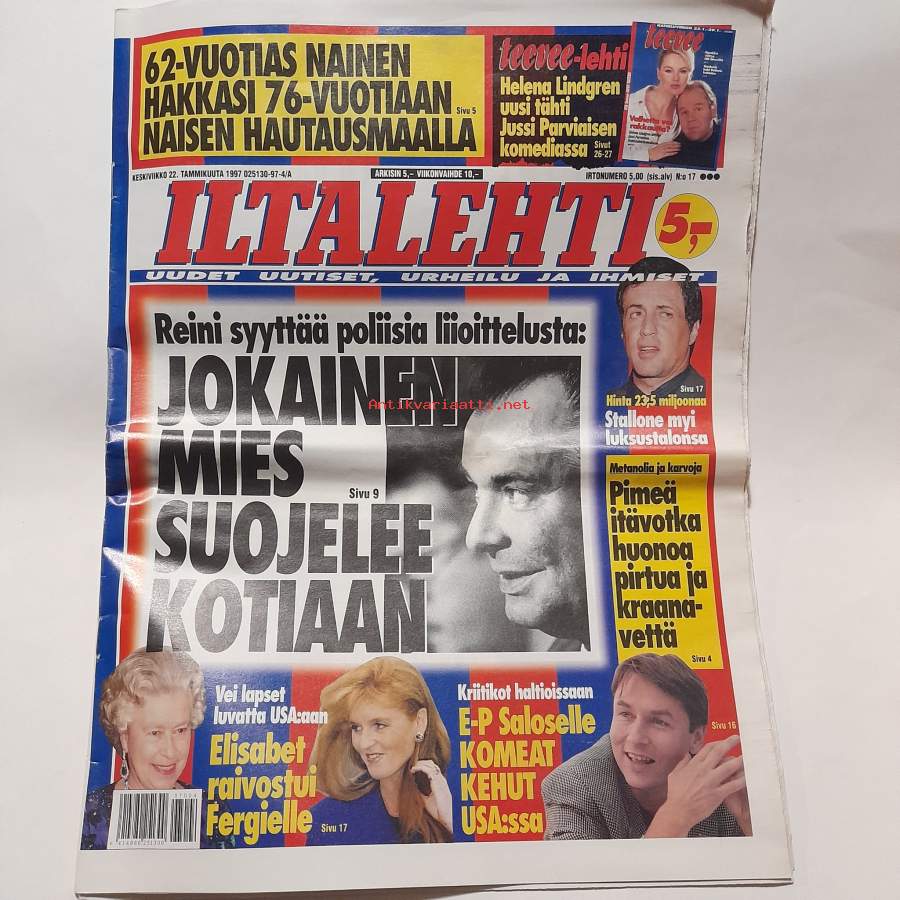 62-VUOTIAS NAINEN
HAKKASI 76-VUOTIAAN
Sivu 5
NAISEN HAUTAUSMAALLA
teevee-lehti
Helena Lindgren
uusi tähti
Jussi Parviaisen
komediassa
Sivut
26-27
teevee
KESKIVIIKKO 22. TAMMIKUUTA 1997 025130-97-4/A
ARKISIN 5,– VIIKONVAIHDE 10,–
IRTONUMERO 5,00 (sis.alv) N:o 17
ILTALEHTI
5,-
UUDET UUTISET, URHEILU JA IHMISET
Reini syyttää poliisia liioittelusta:
JOKAINEN
MIES
Sivu 9
SUOJELEE
KOTIAAN
Antikvariaatti.net
Sivu 17
Hinta 23,5 miljoonaa
Stallone myi
luksustalonsa
Metanolia ja karvoja
Pimeä
itävotka
huonoa
pirtua ja
kraana-
vettä
Sivu 4
Vei lapset
luvatta USA:aan
Elisabet
raivostui
Fergielle
Sivu 17
Kriitikot haltioissaan
E-P Saloselle
KOMEAT
KEHUT
USA:ssa
Sivu 16